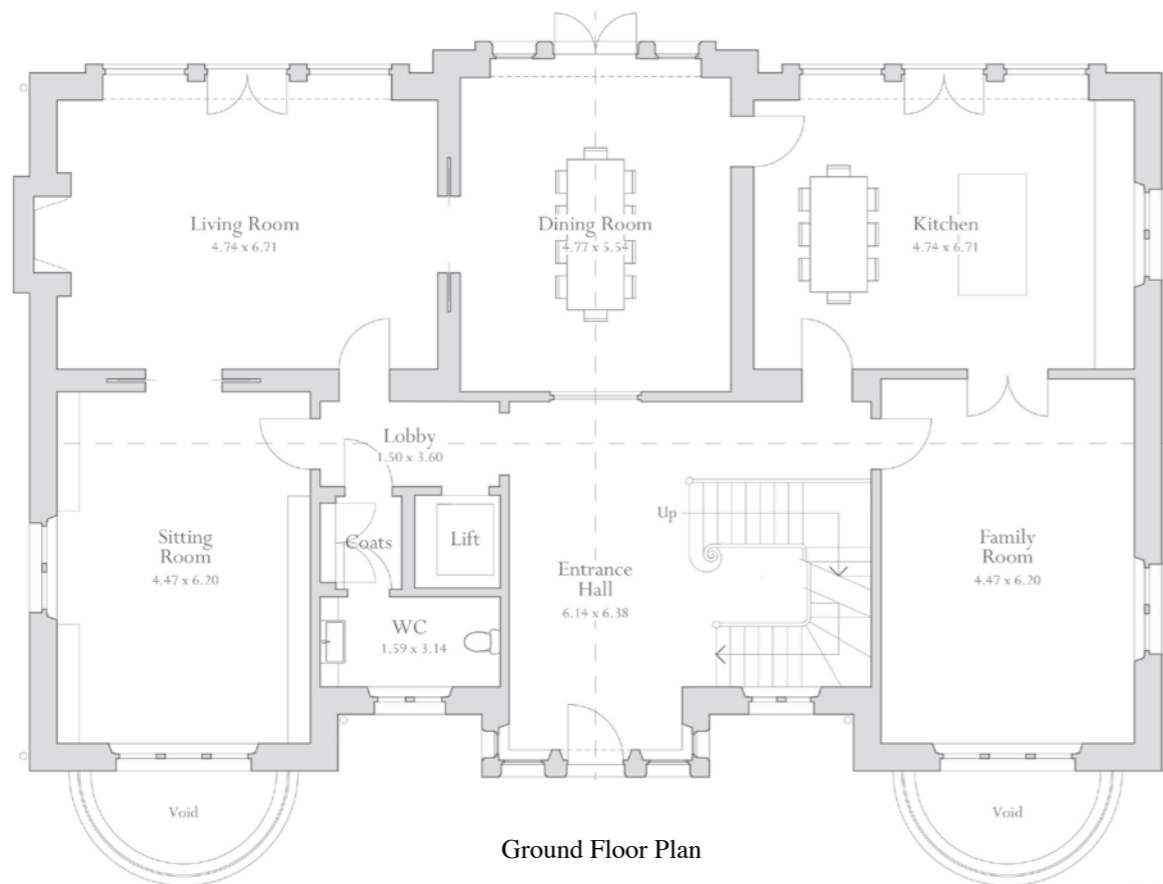 Living Room
4.74 x 6.71
Dining Room
4.77 x 5.54
Kitchen
4.74 x 6.71
Lobby
1.50 x 3.60
Sitting
Room
4.47 x 6.20
Coats
Lift
Up
Entrance
Hall
6.14 x 6.38
Family
Room
4.47 x 6.20
WC
1.59 x 3.14
Void
Void
Ground Floor Plan